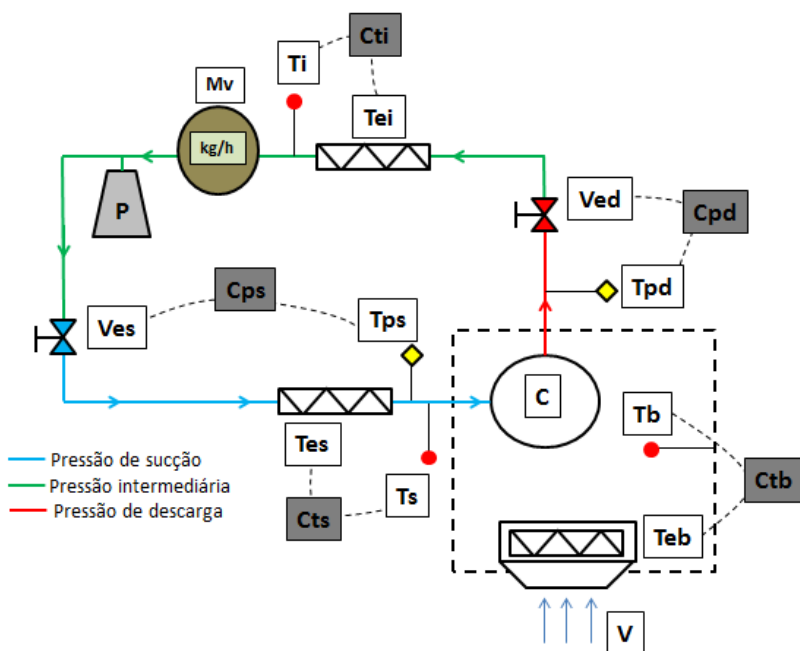 Cti
Ti
Mv
Tei
kg/h
Ved
Cpd
P
Tpd
Cps
Ves
Tps
C
Tb
Tes
Pressão de sucção
Ctb
Pressão intermediária
Ts
Cts
Pressão de descarga
Teb
V